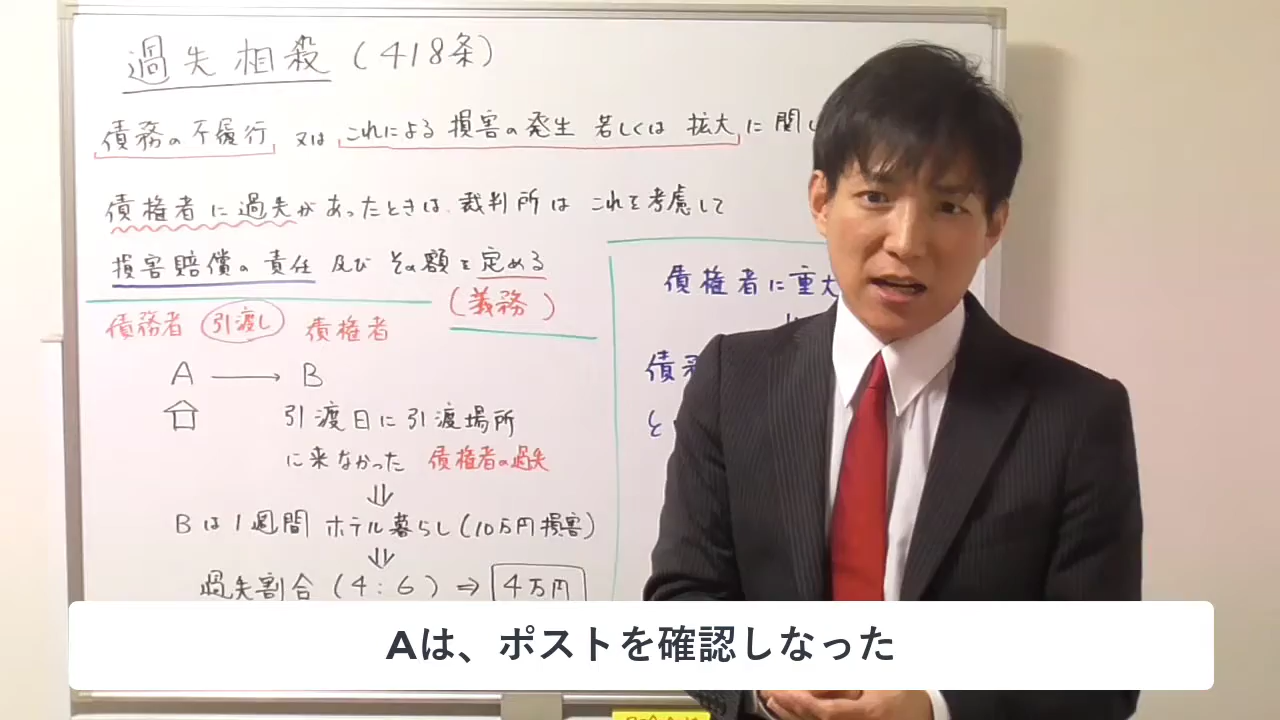 過失相殺 (418条)
債務の不履行 又は これによる 損害の発生 若しくは 拡大に関し
債権者に過失があったときは、裁判所は これを考慮して
損害賠償の責任 及び その額を定める
(義務)
債務者 引渡し 債権者
A → B
引渡日に引渡場所
に来なかった 債権者の過失
⇓
Bは1週間 ホテル暮らし(10万円損害)
⇓
過失割合 (4:6) ⇒ 4万円
債権者に重大
債務
と
Aは、ポストを確認しなった